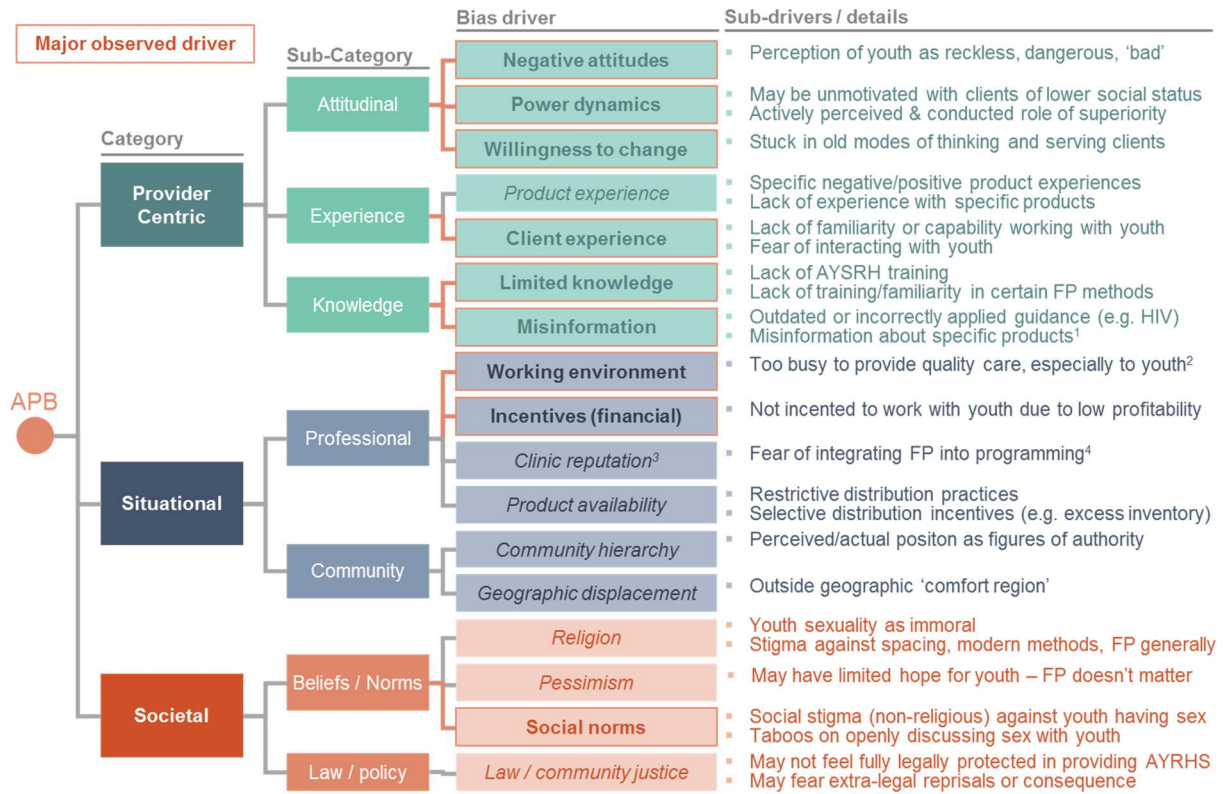 Major observed driver
Category
Sub-Category
Bias driver
Sub-drivers / details
APB
Provider
Centric
Attitudinal
Negative attitudes
Perception of youth as reckless, dangerous, ‘bad’
Power dynamics
May be unmotivated with clients of lower social status
Actively perceived & conducted role of superiority
Willingness to change
Stuck in old modes of thinking and serving clients
Experience
Product experience
Specific negative/positive product experiences
Lack of experience with specific products
Client experience
Lack of familiarity or capability working with youth
Fear of interacting with youth
Knowledge
Limited knowledge
Lack of AYSRH training
Lack of training/familiarity in certain FP methods
Misinformation
Outdated or incorrectly applied guidance (e.g. HIV)
Misinformation about specific products¹
Situational
Professional
Working environment
Too busy to provide quality care, especially to youth²
Incentives (financial)
Not incented to work with youth due to low profitability
Clinic reputation³
Fear of integrating FP into programming⁴
Product availability
Restrictive distribution practices
Selective distribution incentives (e.g. excess inventory)
Community
Community hierarchy
Perceived/actual positon as figures of authority
Geographic displacement
Outside geographic ‘comfort region’
Societal
Beliefs / Norms
Religion
Youth sexuality as immoral
Stigma against spacing, modern methods, FP generally
Pessimism
May have limited hope for youth – FP doesn’t matter
Social norms
Social stigma (non-religious) against youth having sex
Taboos on openly discussing sex with youth
Law / policy
Law / community justice
May not feel fully legally protected in providing AYRHS
May fear extra-legal reprisals or consequence